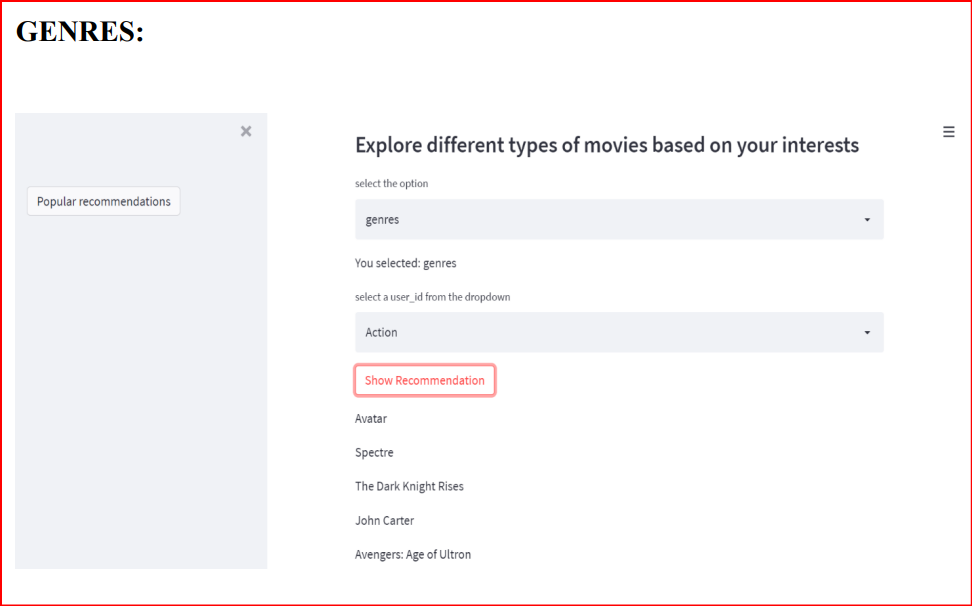 GENRES:
Popular recommendations
Explore different types of movies based on your interests
select the option
genres
You selected: genres
select a user_id from the dropdown
Action
Show Recommendation
Avatar
Spectre
The Dark Knight Rises
John Carter
Avengers: Age of Ultron